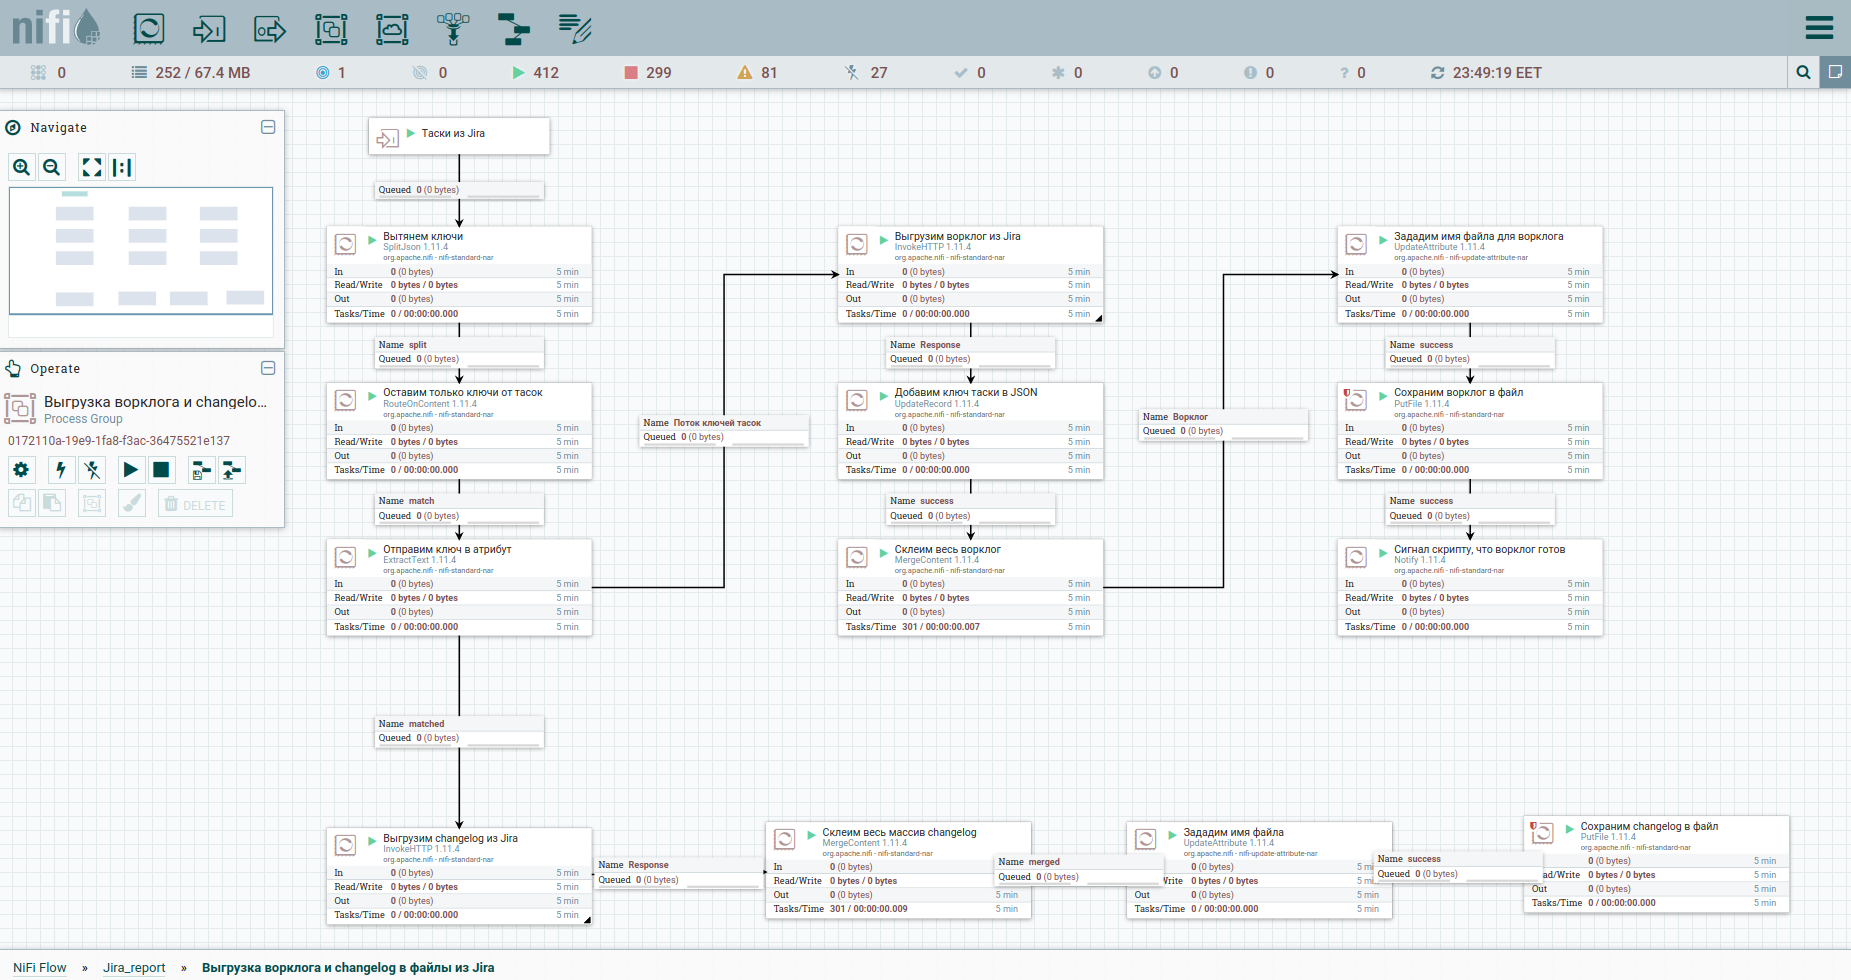 nifi
0
252 / 67.4 MB
1
0
412
299
81
27
0
0
0
0
? 0
23:49:19 EET
Navigate
Operate
Выгрузка ворклога и changelo...
Process Group
0172110a-19e9-1fa8-f3ac-36475521e137
DELETE
Таски из Jira
Queued 0 (0 bytes)
Вытянем ключи
SplitJson 1.11.4
org.apache.nifi - nifi-standard-nar
In 0 (0 bytes) 5 min
Read/Write 0 bytes / 0 bytes 5 min
Out 0 (0 bytes) 5 min
Tasks/Time 0 / 00:00:00.000 5 min
Name split
Queued 0 (0 bytes)
Оставим только ключи от тасок
RouteOnContent 1.11.4
org.apache.nifi - nifi-standard-nar
In 0 (0 bytes) 5 min
Read/Write 0 bytes / 0 bytes 5 min
Out 0 (0 bytes) 5 min
Tasks/Time 0 / 00:00:00.000 5 min
Name match
Queued 0 (0 bytes)
Отправим ключ в атрибут
ExtractText 1.11.4
org.apache.nifi - nifi-standard-nar
In 0 (0 bytes) 5 min
Read/Write 0 bytes / 0 bytes 5 min
Out 0 (0 bytes) 5 min
Tasks/Time 0 / 00:00:00.000 5 min
Name Поток ключей тасок
Queued 0 (0 bytes)
Выгрузим ворклог из Jira
InvokeHTTP 1.11.4
org.apache.nifi - nifi-standard-nar
In 0 (0 bytes) 5 min
Read/Write 0 bytes / 0 bytes 5 min
Out 0 (0 bytes) 5 min
Tasks/Time 0 / 00:00:00.000 5 min
Name Response
Queued 0 (0 bytes)
Добавим ключ таски в JSON
UpdateRecord 1.11.4
org.apache.nifi - nifi-standard-nar
In 0 (0 bytes) 5 min
Read/Write 0 bytes / 0 bytes 5 min
Out 0 (0 bytes) 5 min
Tasks/Time 0 / 00:00:00.000 5 min
Name success
Queued 0 (0 bytes)
Склеим весь ворклог
MergeContent 1.11.4
org.apache.nifi - nifi-standard-nar
In 0 (0 bytes) 5 min
Read/Write 0 bytes / 0 bytes 5 min
Out 0 (0 bytes) 5 min
Tasks/Time 301 / 00:00:00.007 5 min
Name Ворклог
Queued 0 (0 bytes)
Зададим имя файла для ворклога
UpdateAttribute 1.11.4
org.apache.nifi - nifi-update-attribute-nar
In 0 (0 bytes) 5 min
Read/Write 0 bytes / 0 bytes 5 min
Out 0 (0 bytes) 5 min
Tasks/Time 0 / 00:00:00.000 5 min
Name success
Queued 0 (0 bytes)
Сохраним ворклог в файл
PutFile 1.11.4
org.apache.nifi - nifi-standard-nar
In 0 (0 bytes) 5 min
Read/Write 0 bytes / 0 bytes 5 min
Out 0 (0 bytes) 5 min
Tasks/Time 0 / 00:00:00.000 5 min
Name success
Queued 0 (0 bytes)
Сигнал скрипту, что ворклог готов
Notify 1.11.4
org.apache.nifi - nifi-standard-nar
In 0 (0 bytes) 5 min
Read/Write 0 bytes / 0 bytes 5 min
Out 0 (0 bytes) 5 min
Tasks/Time 0 / 00:00:00.000 5 min
Name matched
Queued 0 (0 bytes)
Выгрузим changelog из Jira
InvokeHTTP 1.11.4
org.apache.nifi - nifi-standard-nar
In 0 (0 bytes) 5 min
Read/Write 0 bytes / 0 bytes 5 min
Out 0 (0 bytes) 5 min
Tasks/Time 0 / 00:00:00.000 5 min
Name Response
Queued 0 (0 bytes)
Склеим весь массив changelog
MergeContent 1.11.4
org.apache.nifi - nifi-standard-nar
In 0 (0 bytes)
Read/Write 0 bytes / 0 bytes
Out 0 (0 bytes) 5 min
Tasks/Time 301 / 00:00:00.009 5 min
Name merged
Queued 0 (0 bytes)
Зададим имя файла
UpdateAttribute 1.11.4
org.apache.nifi - nifi-update-attribute-nar
0 (0 bytes) 5 m
Write 0 bytes / 0 bytes 5 min
Out 0 (0 bytes) 5 min
Tasks/Time 0 / 00:00:00.000 5 min
Name success
Queued 0 (0 bytes)
Сохраним changelog в файл
PutFile 1.11.4
org.apache.nifi - nifi-standard-nar
0 (0 bytes) 5 min
ead/Write 0 bytes / 0 bytes 5 min
Out 0 (0 bytes) 5 min
Tasks/Time 0 / 00:00:00.000 5 min
NiFi Flow » Jira_report » Выгрузка ворклога и changelog в файлы из Jira